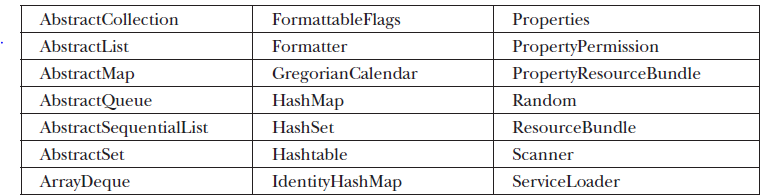 AbstractCollection FormattableFlags Properties
AbstractList Formatter PropertyPermission
AbstractMap GregorianCalendar PropertyResourceBundle
AbstractQueue HashMap Random
AbstractSequentialList HashSet ResourceBundle
AbstractSet Hashtable Scanner
ArrayDeque IdentityHashMap ServiceLoader